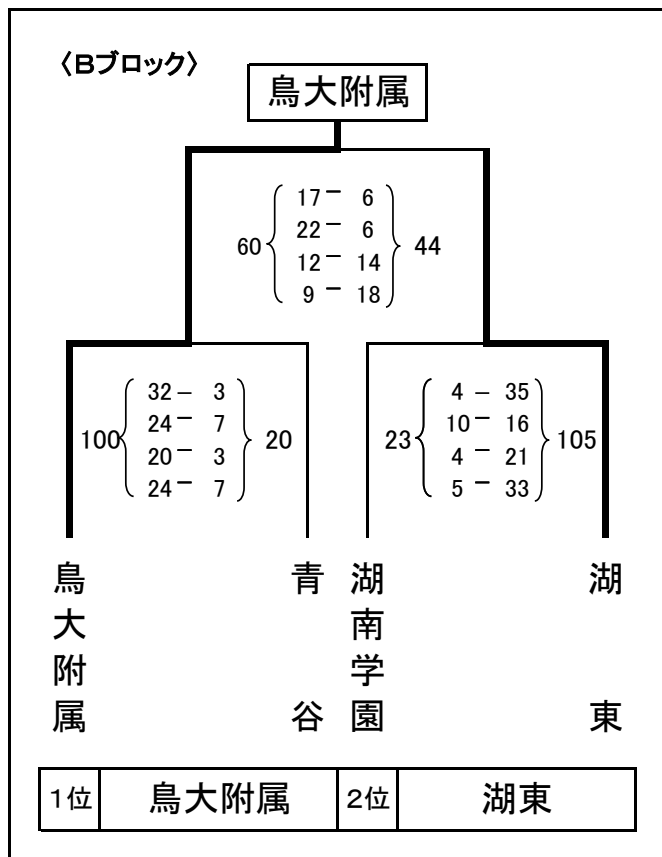 〈Bブロック〉
鳥大附属
60 44
17 － 6
22 － 6
12 － 14
9 － 18
100 20
32 － 3
24 － 7
20 － 3
24 － 7
23 105
4 － 35
10 － 16
4 － 21
5 － 33
鳥大附属
青谷
湖南学園
湖東
1位 鳥大附属 2位 湖東